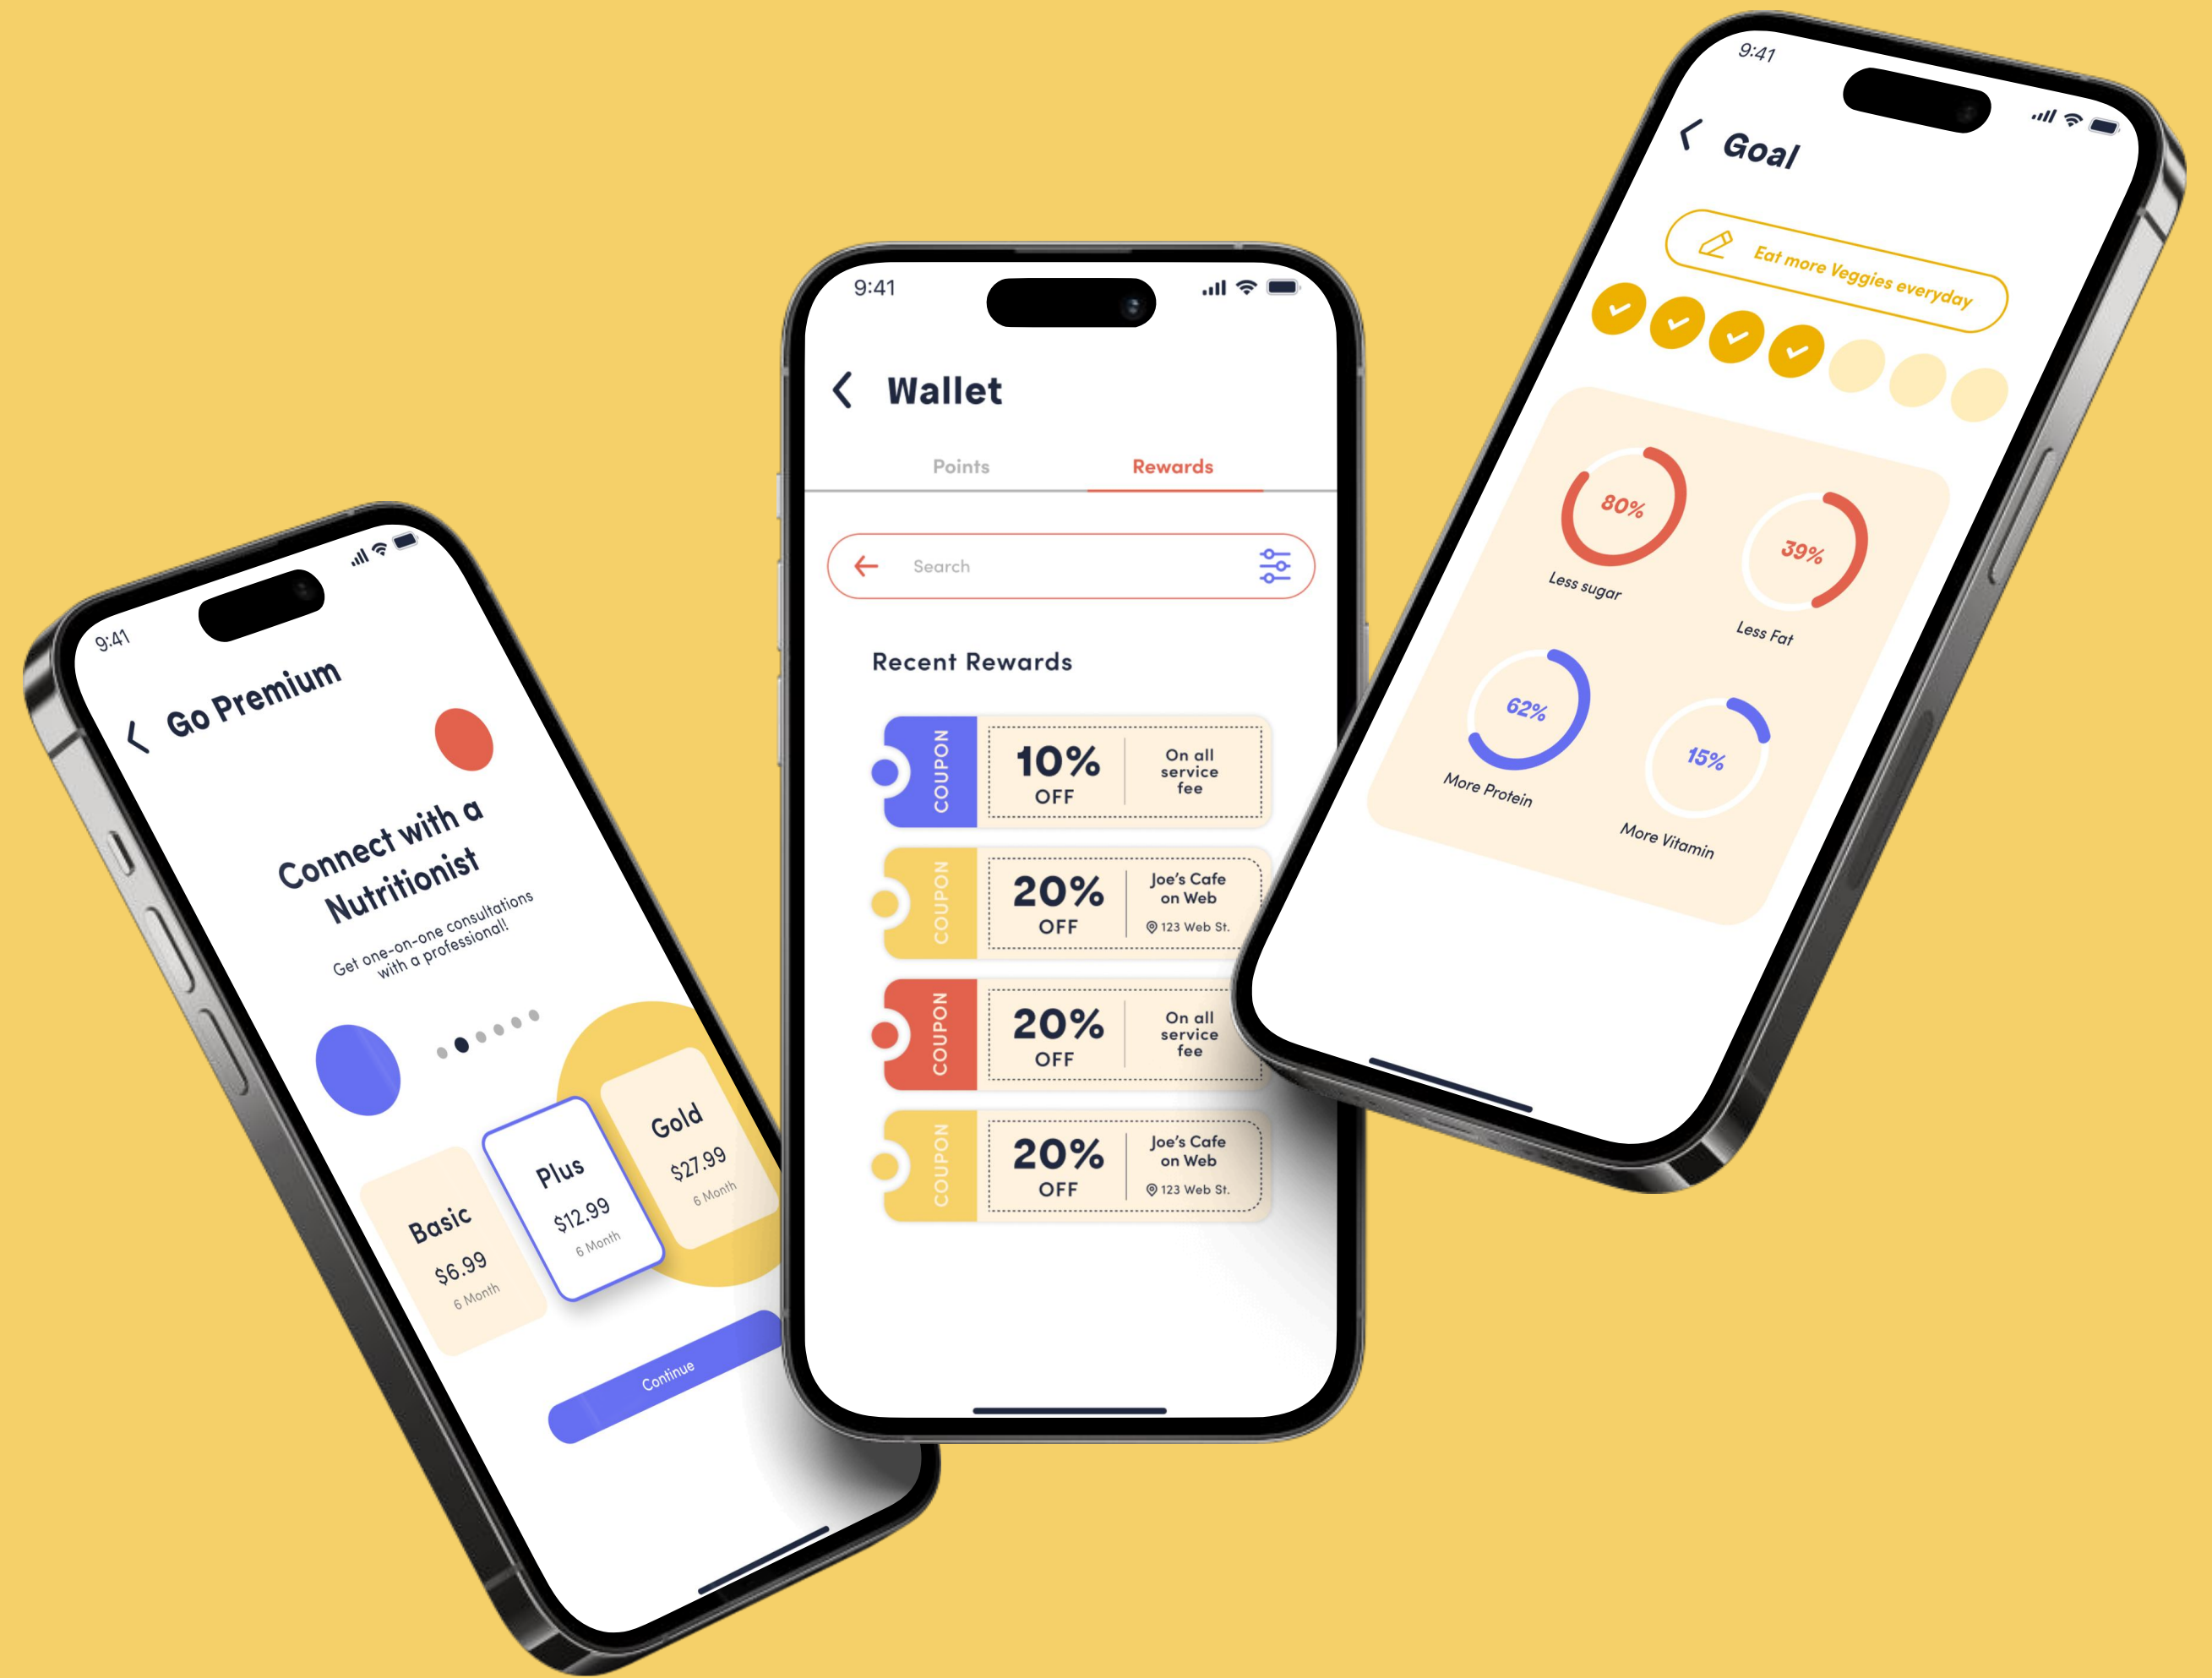 9:41
Go Premium
Connect with a
Nutritionist
Get one-on-one consultations
with a professional!
Basic
$6.99
6 Month
Plus
$12.99
6 Month
Gold
$27.99
6 Month
Continue
9:41
Wallet
Points
Rewards
Search
Recent Rewards
COUPON
10%
OFF
On all
service
fee
COUPON
20%
OFF
Joe's Cafe
on Web
123 Web St.
COUPON
20%
OFF
On all
service
fee
COUPON
20%
OFF
Joe's Cafe
on Web
123 Web St.
9:41
Goal
Eat more Veggies everyday
80%
Less sugar
39%
Less Fat
62%
More Protein
15%
More Vitamin